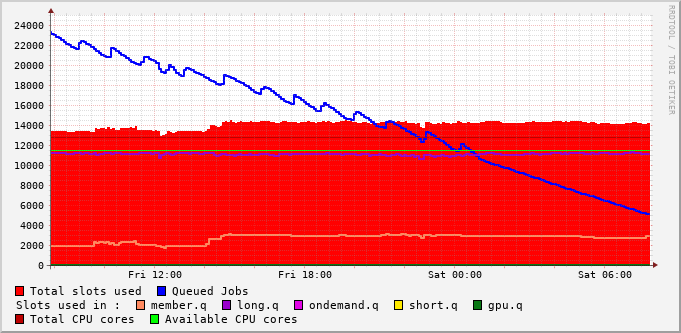 RRDTOOL / TOBI OETIKER
24000
22000
20000
18000
16000
14000
12000
10000
8000
6000
4000
2000
0
Fri 12:00 Fri 18:00 Sat 00:00 Sat 06:00
Total slots used Queued Jobs
Slots used in : member.q long.q ondemand.q short.q gpu.q
Total CPU cores Available CPU cores